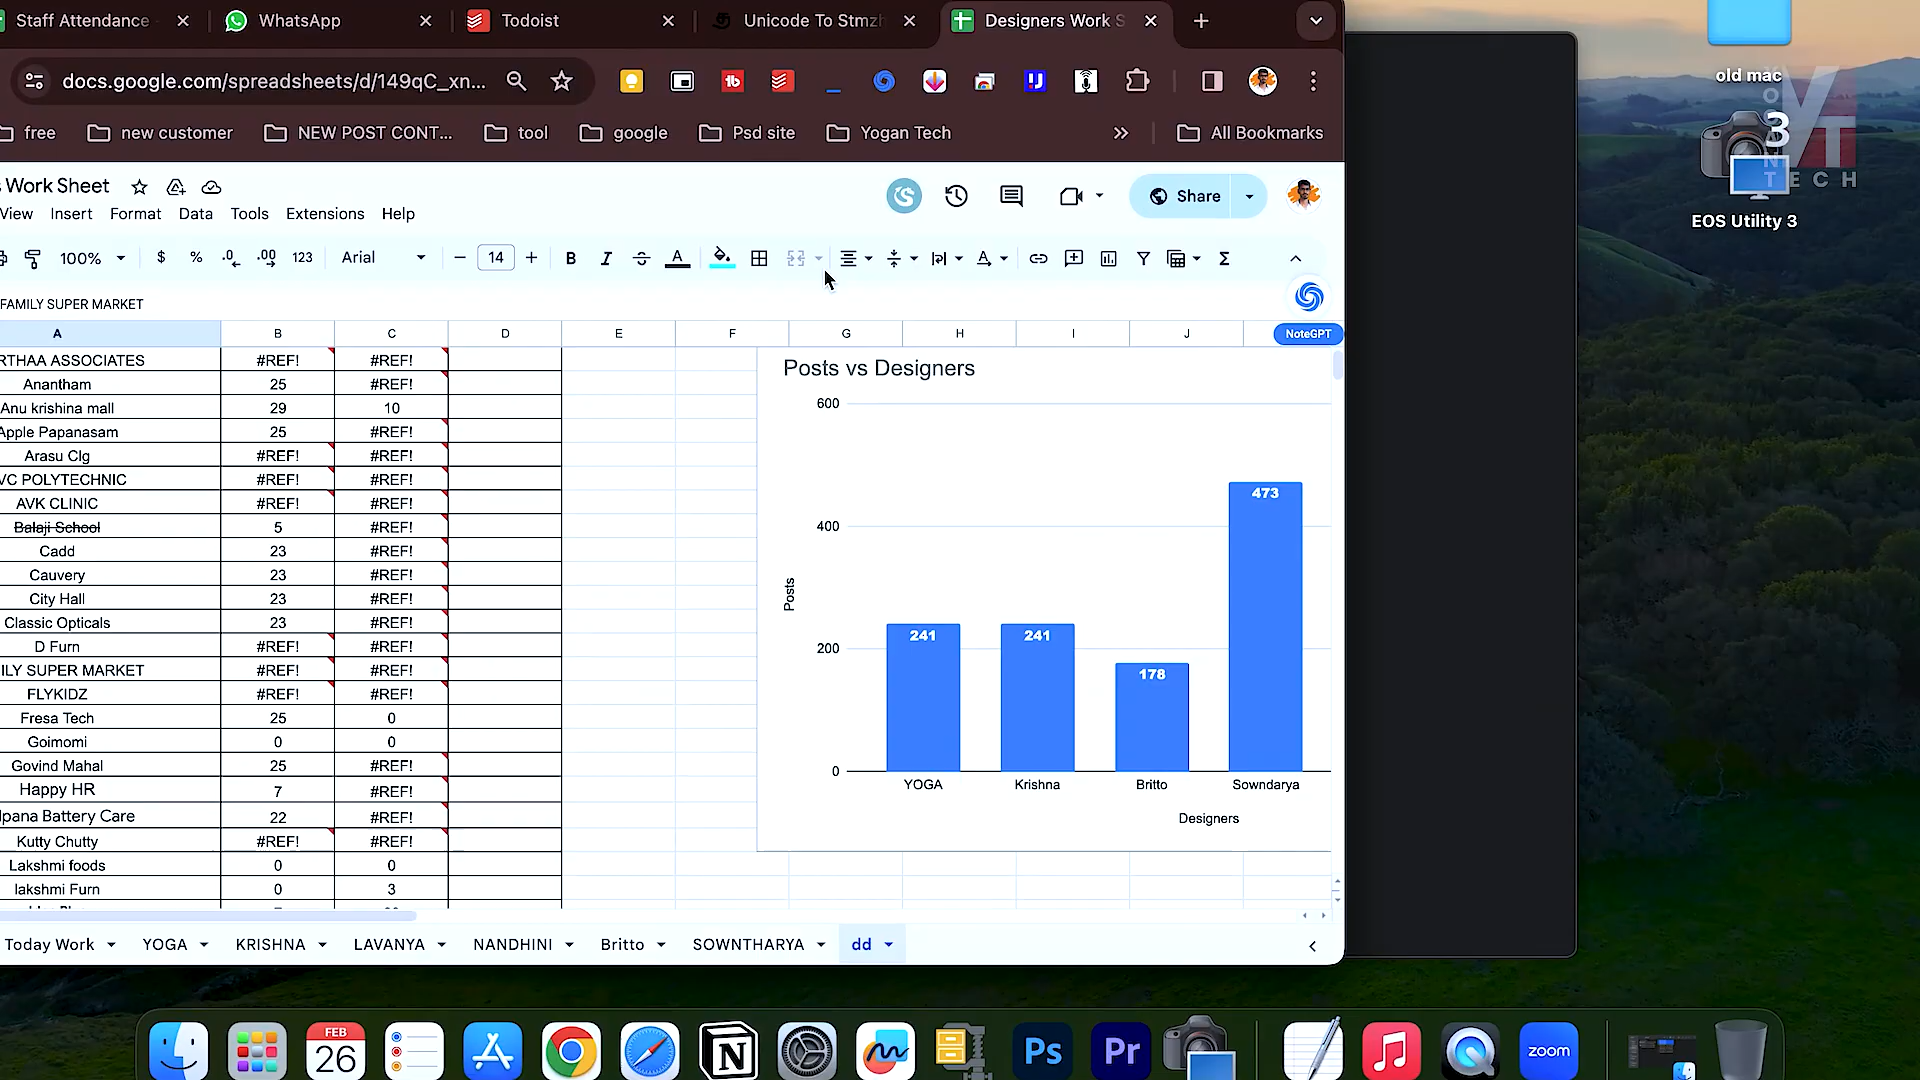 Staff Attendance
WhatsApp
Todoist
Unicode To Stmzh
Designers Work S
docs.google.com/spreadsheets/d/149qC_xn...
free
new customer
NEW POST CONT...
tool
google
Psd site
Yogan Tech
All Bookmarks
Work Sheet
Share
View
Insert
Format
Data
Tools
Extensions
Help
100%
$
%
.0
.00
123
Arial
14
FAMILY SUPER MARKET
NoteGPT
A B C D E F G H I J
RTHAA ASSOCIATES #REF! #REF!
Anantham 25 #REF!
Anu krishina mall 29 10
Apple Papanasam 25 #REF!
Arasu Clg #REF! #REF!
VC POLYTECHNIC #REF! #REF!
AVK CLINIC #REF! #REF!
Balaji School 5 #REF!
Cadd 23 #REF!
Cauvery 23 #REF!
City Hall 23 #REF!
Classic Opticals 23 #REF!
D Furn #REF! #REF!
ILY SUPER MARKET #REF! #REF!
FLYKIDZ #REF! #REF!
Fresa Tech 25 0
Goimomi 0 0
Govind Mahal 25 #REF!
Happy HR 7 #REF!
lpana Battery Care 22 #REF!
Kutty Chutty #REF! #REF!
Lakshmi foods 0 0
lakshmi Furn 0 3
Posts vs Designers
600
400
200
0
Posts
241
241
178
473
YOGA
Krishna
Britto
Sowndarya
Designers
Today Work
YOGA
KRISHNA
LAVANYA
NANDHINI
Britto
SOWNTHARYA
dd
old mac
3
TECH
EOS Utility 3
FEB
26
Ps
Pr
zoom